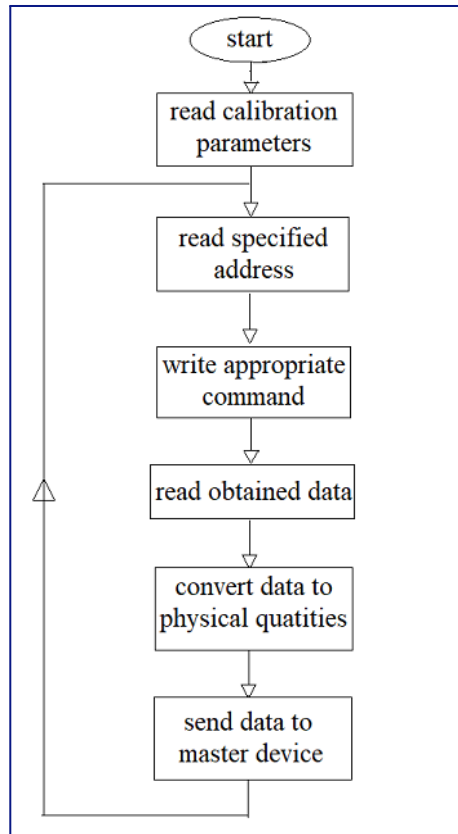 start
read calibration
parameters
read specified
address
write appropriate
command
read obtained data
convert data to
physical quatities
send data to
master device